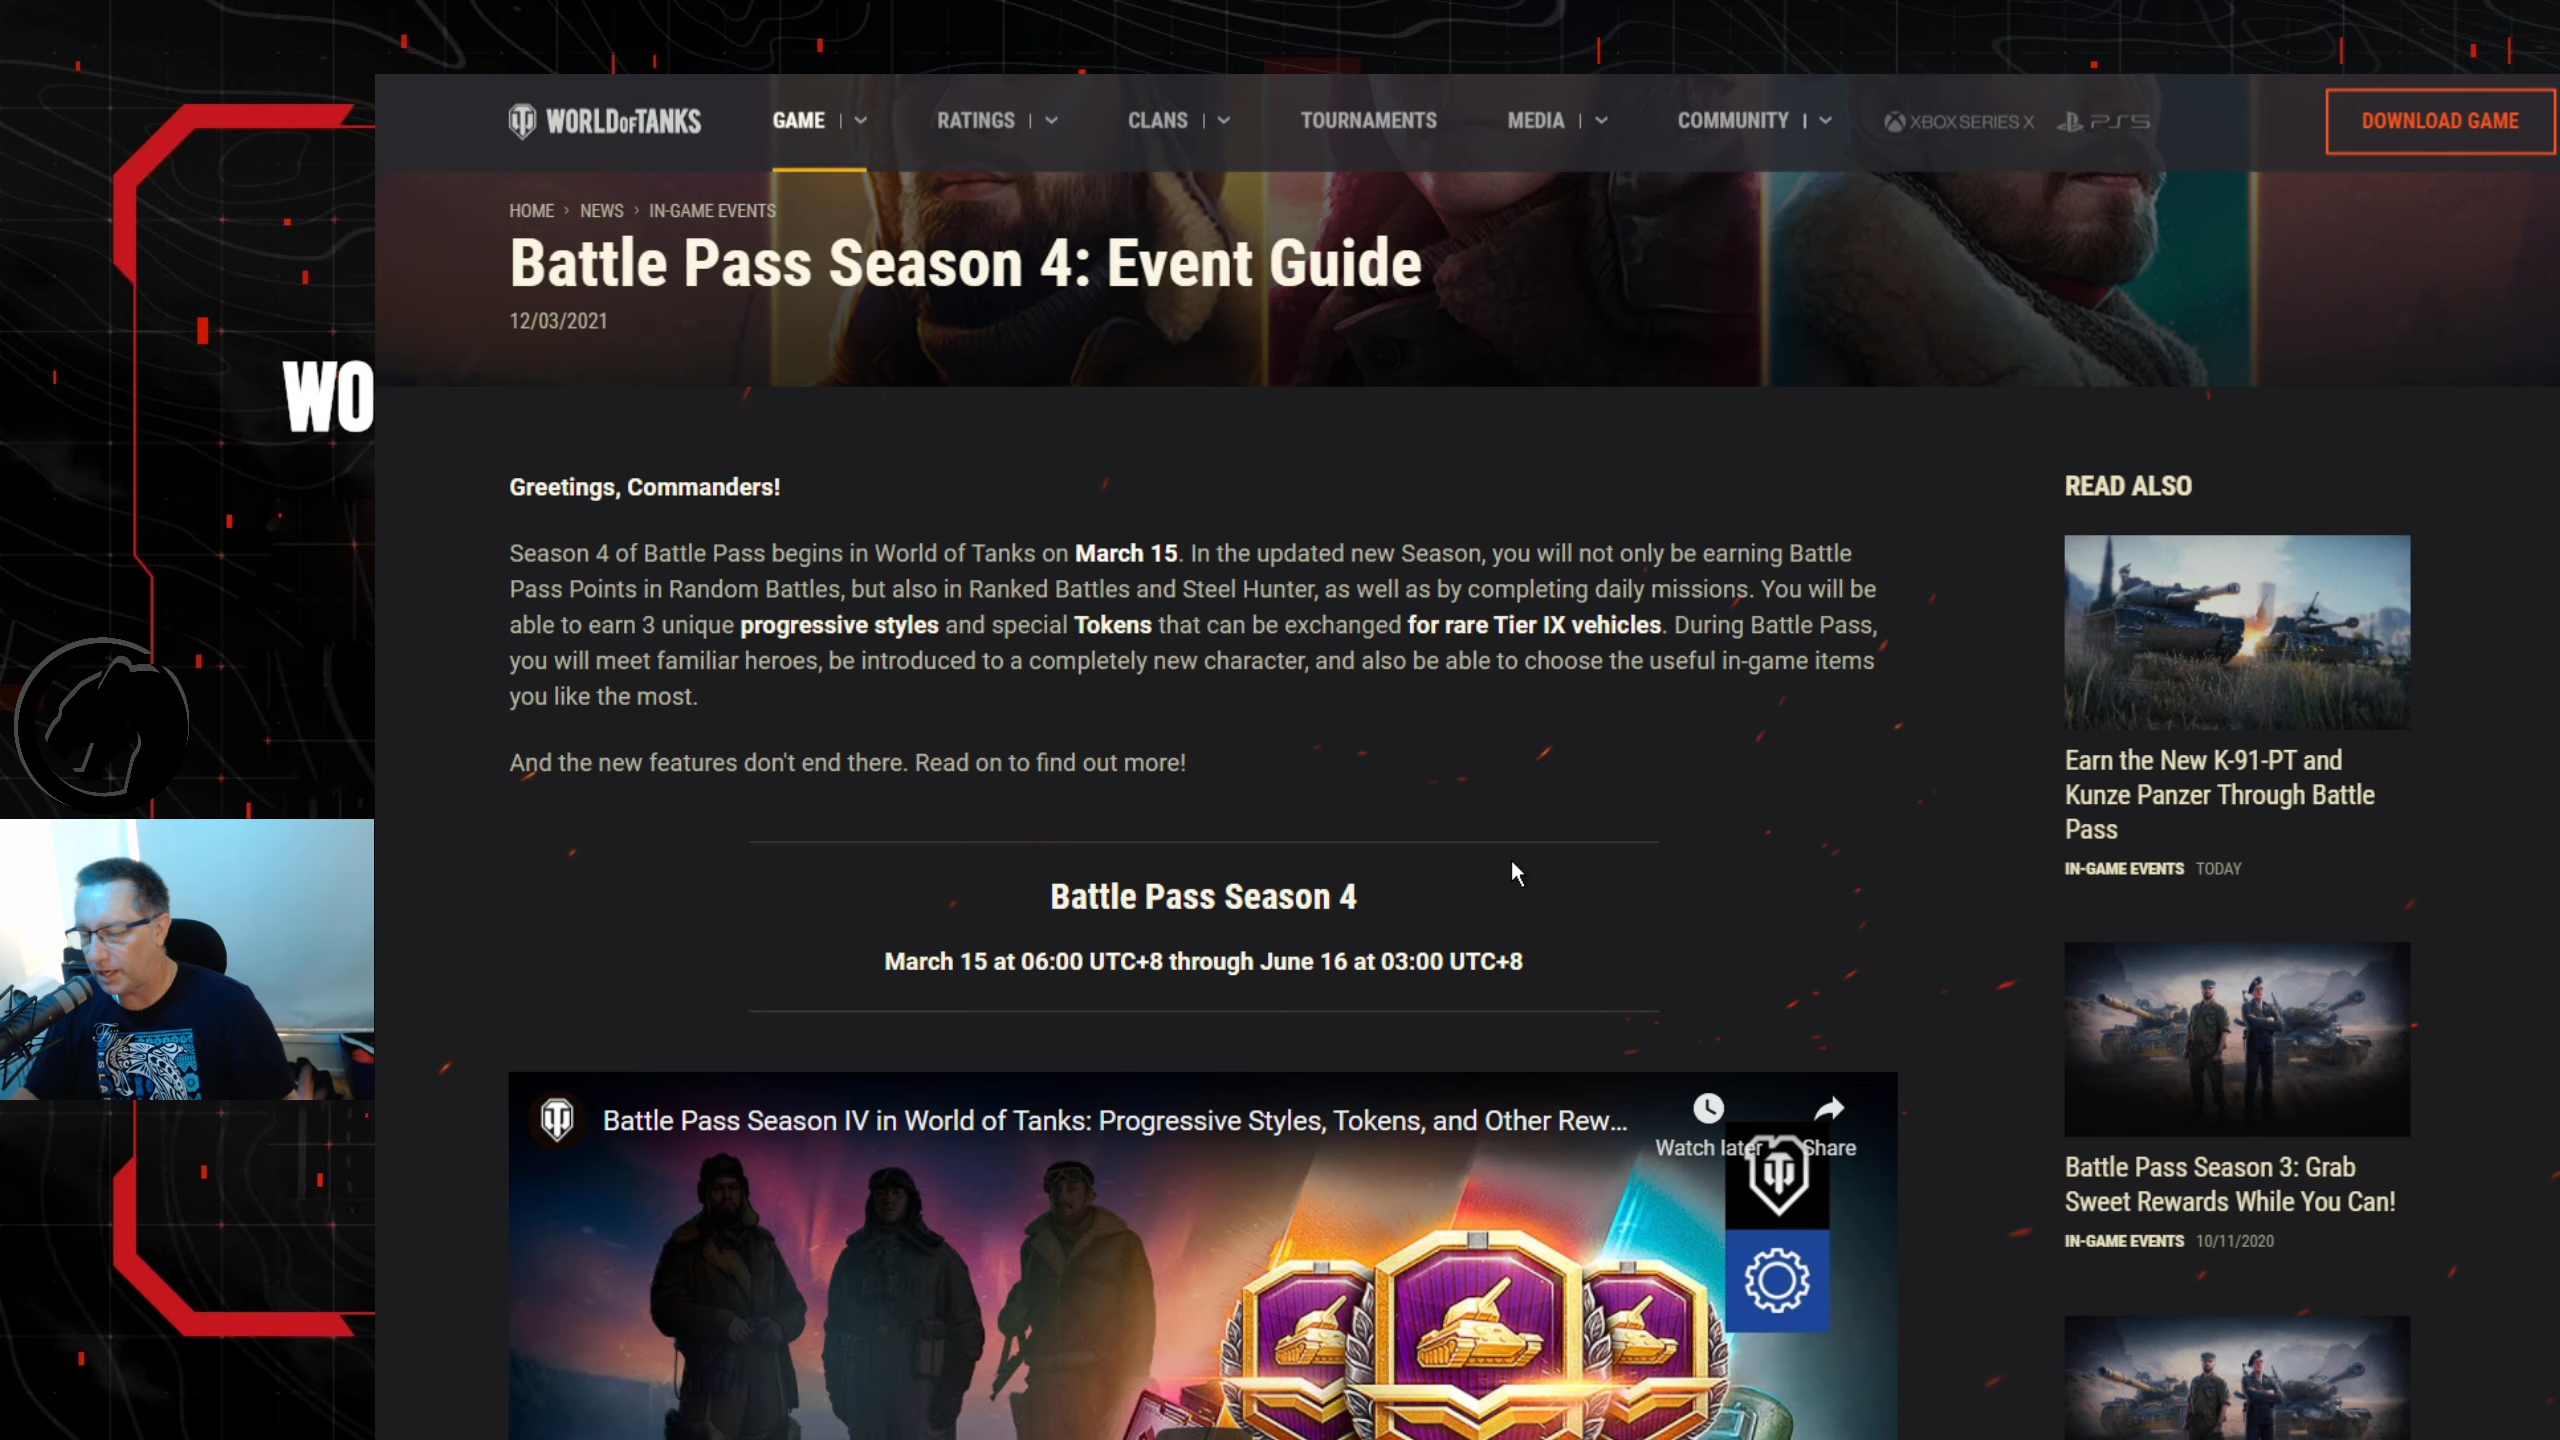 WORLD OF TANKS
GAME
RATINGS
CLANS
TOURNAMENTS
MEDIA
COMMUNITY
XBOX SERIES X
PS5
DOWNLOAD GAME
HOME › NEWS › IN-GAME EVENTS
Battle Pass Season 4: Event Guide
12/03/2021
WO
Greetings, Commanders!
Season 4 of Battle Pass begins in World of Tanks on March 15. In the updated new Season, you will not only be earning Battle
Pass Points in Random Battles, but also in Ranked Battles and Steel Hunter, as well as by completing daily missions. You will be
able to earn 3 unique progressive styles and special Tokens that can be exchanged for rare Tier IX vehicles. During Battle Pass,
you will meet familiar heroes, be introduced to a completely new character, and also be able to choose the useful in-game items
you like the most.
And the new features don't end there. Read on to find out more!
Battle Pass Season 4
March 15 at 06:00 UTC+8 through June 16 at 03:00 UTC+8
Battle Pass Season IV in World of Tanks: Progressive Styles, Tokens, and Other Rew...
Watch later
Share
READ ALSO
Earn the New K-91-PT and
Kunze Panzer Through Battle
Pass
IN-GAME EVENTS TODAY
Battle Pass Season 3: Grab
Sweet Rewards While You Can!
IN-GAME EVENTS 10/11/2020
Fiji